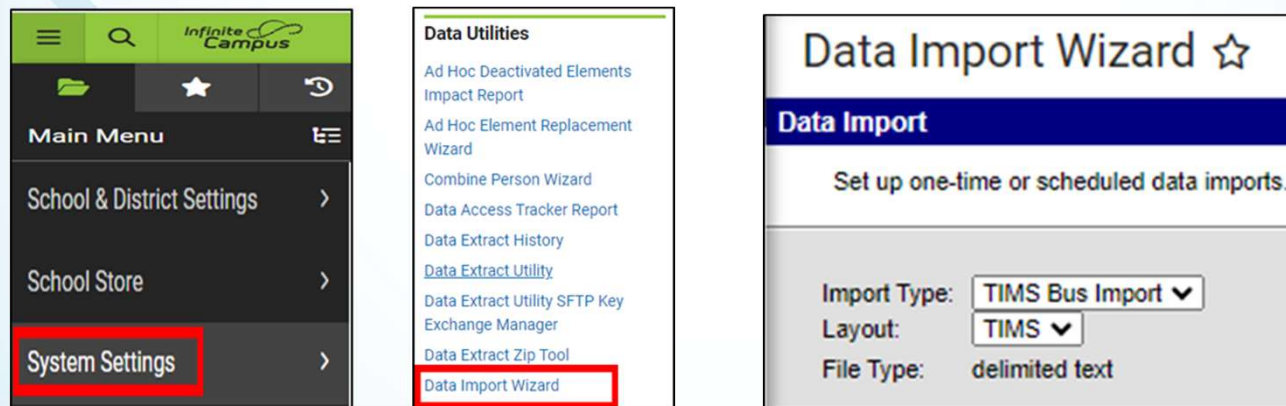 Infinite
Campus
Main Menu
School & District Settings
School Store
System Settings
Data Utilities
Ad Hoc Deactivated Elements
Impact Report
Ad Hoc Element Replacement
Wizard
Combine Person Wizard
Data Access Tracker Report
Data Extract History
Data Extract Utility
Data Extract Utility SFTP Key
Exchange Manager
Data Extract Zip Tool
Data Import Wizard
Data Import Wizard
Data Import
Set up one-time or scheduled data imports.
Import Type: TIMS Bus Import
Layout: TIMS
File Type: delimited text